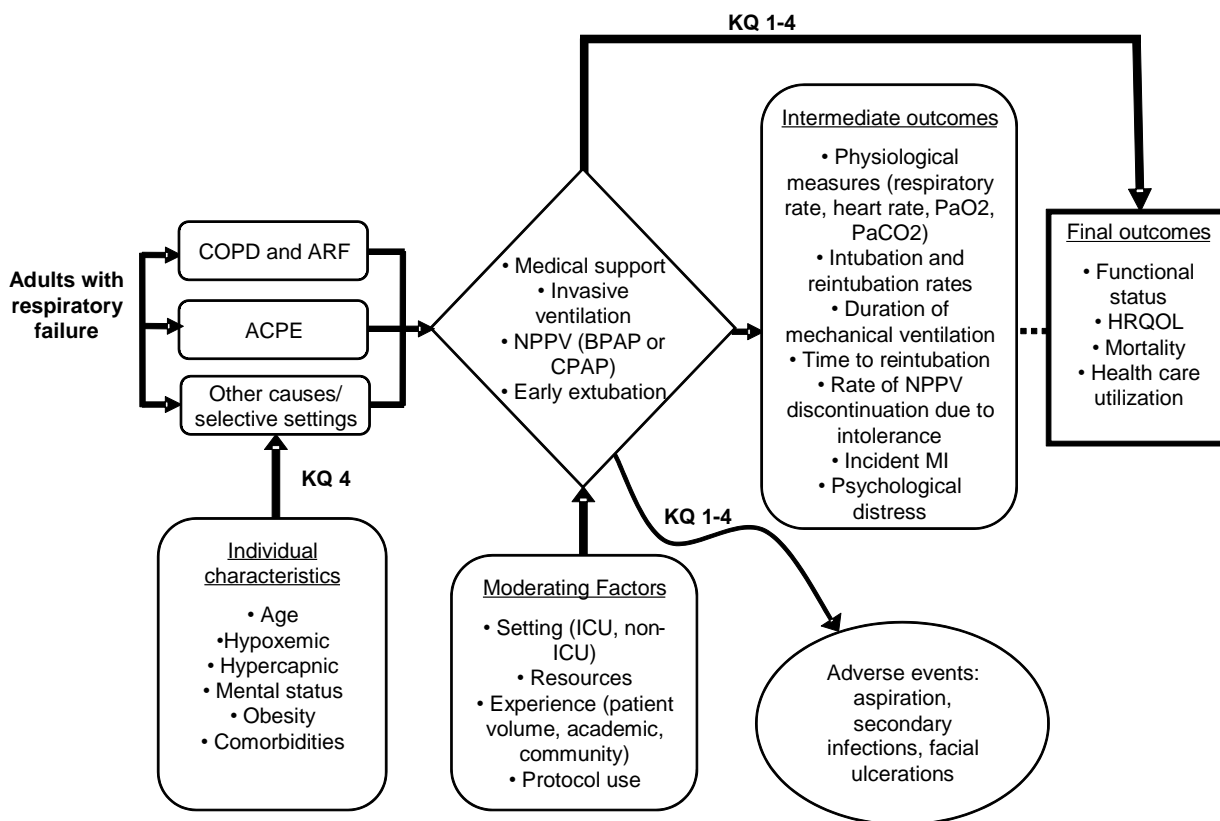 KQ 1-4
Adults with
respiratory
failure
COPD and ARF
ACPE
Other causes/
selective settings
KQ 4
Individual
characteristics
• Age
•Hypoxemic
• Hypercapnic
• Mental status
• Obesity
• Comorbidities
• Medical support
• Invasive
ventilation
• NPPV (BPAP or
CPAP)
• Early extubation
KQ 1-4
Moderating Factors
• Setting (ICU, non-
ICU)
• Resources
• Experience (patient
volume, academic,
community)
• Protocol use
Intermediate outcomes
• Physiological
measures (respiratory
rate, heart rate, PaO2,
PaCO2)
• Intubation and
reintubation rates
• Duration of
mechanical ventilation
• Time to reintubation
• Rate of NPPV
discontinuation due to
intolerance
• Incident MI
• Psychological
distress
Adverse events:
aspiration,
secondary
infections, facial
ulcerations
Final outcomes
• Functional
status
• HRQOL
• Mortality
• Health care
utilization